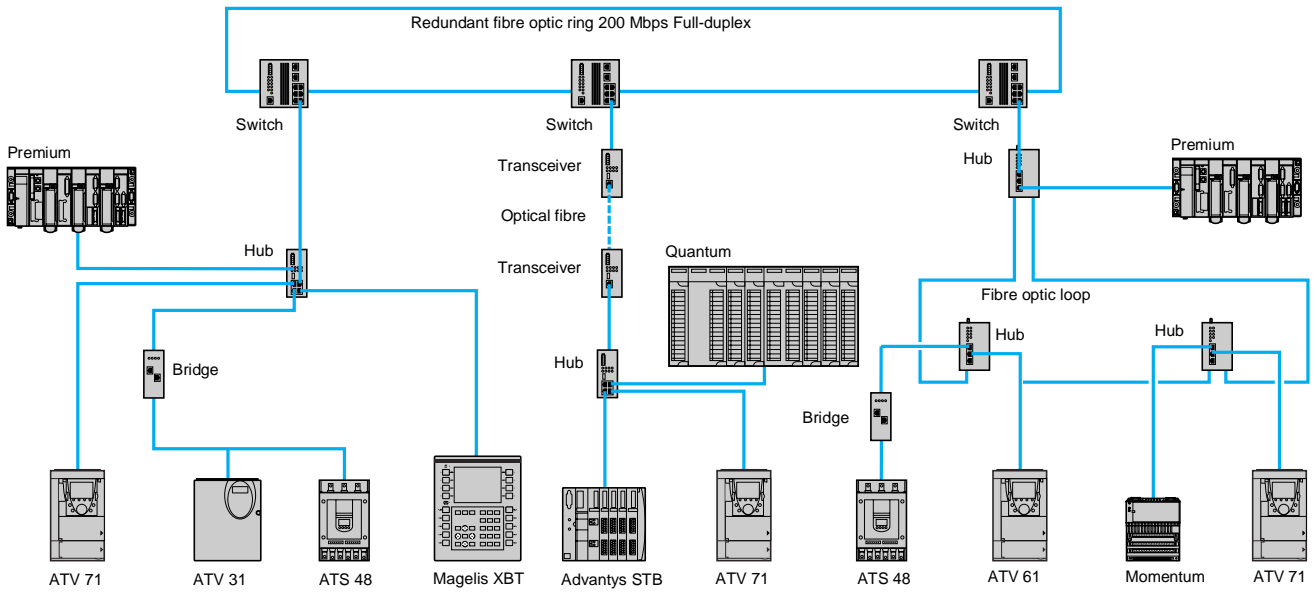 Redundant fibre optic ring 200 Mbps Full-duplex
Switch
Switch
Switch
Premium
Transceiver
Hub
Premium
Optical fibre
Hub
Transceiver
Quantum
Fibre optic loop
Hub
Hub
Bridge
Hub
Bridge
ATV 71
ATV 31
ATS 48
Magelis XBT
Advantys STB
ATV 71
ATS 48
ATV 61
Momentum
ATV 71